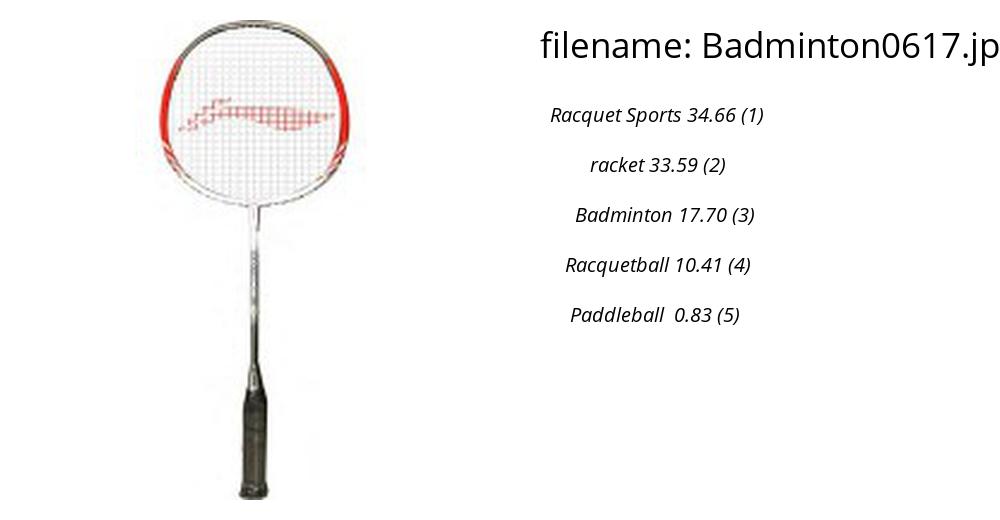 filename: Badminton0617.jp
Racquet Sports 34.66 (1)
racket 33.59 (2)
Badminton 17.70 (3)
Racquetball 10.41 (4)
Paddleball  0.83 (5)